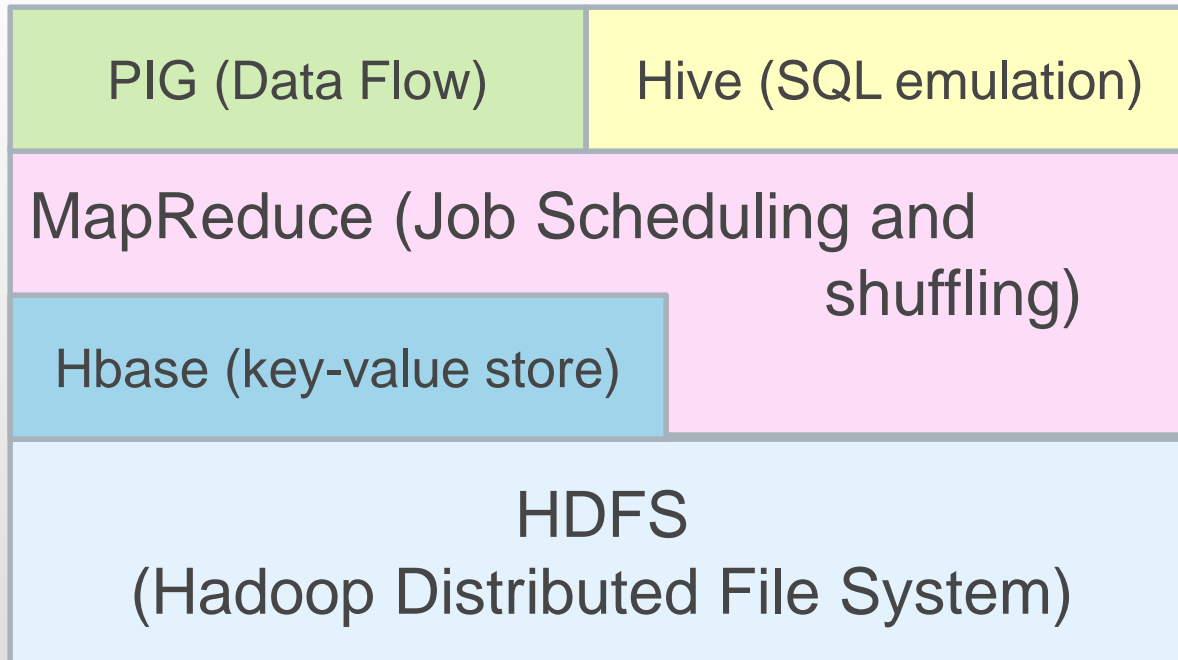 PIG (Data Flow)
Hive (SQL emulation)
MapReduce (Job Scheduling and
shuffling)
Hbase (key-value store)
HDFS
(Hadoop Distributed File System)